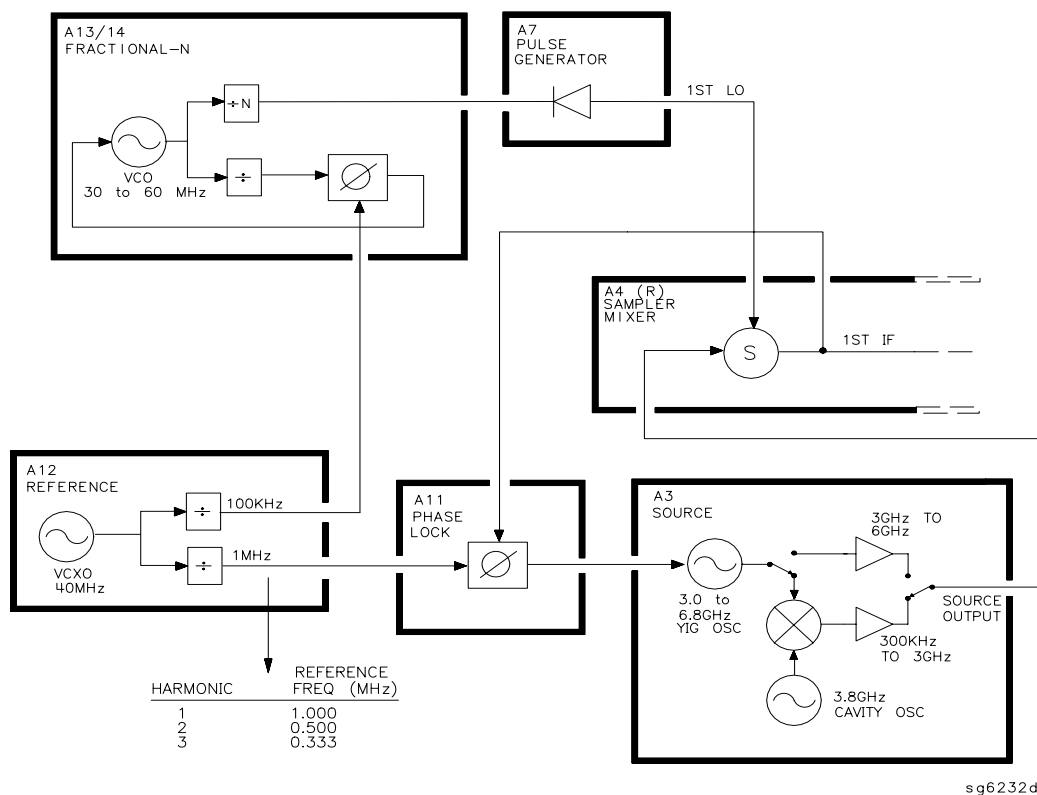 A13/14
FRACTIONAL-N
÷N
VCO
30 to 60 MHz
÷
∅
A7
PULSE
GENERATOR
1ST LO
A4 (R)
SAMPLER
MIXER
S
1ST IF
A12
REFERENCE
VCXO
40MHz
÷
100KHz
÷
1MHz
A11
PHASE
LOCK
∅
A3
SOURCE
3.0 to
6.8GHz
YIG OSC
3GHz TO
6GHz
300KHz
TO 3GHz
SOURCE
OUTPUT
3.8GHz
CAVITY OSC
HARMONIC REFERENCE FREQ (MHz)
1 1.000
2 0.500
3 0.333
sg6232d